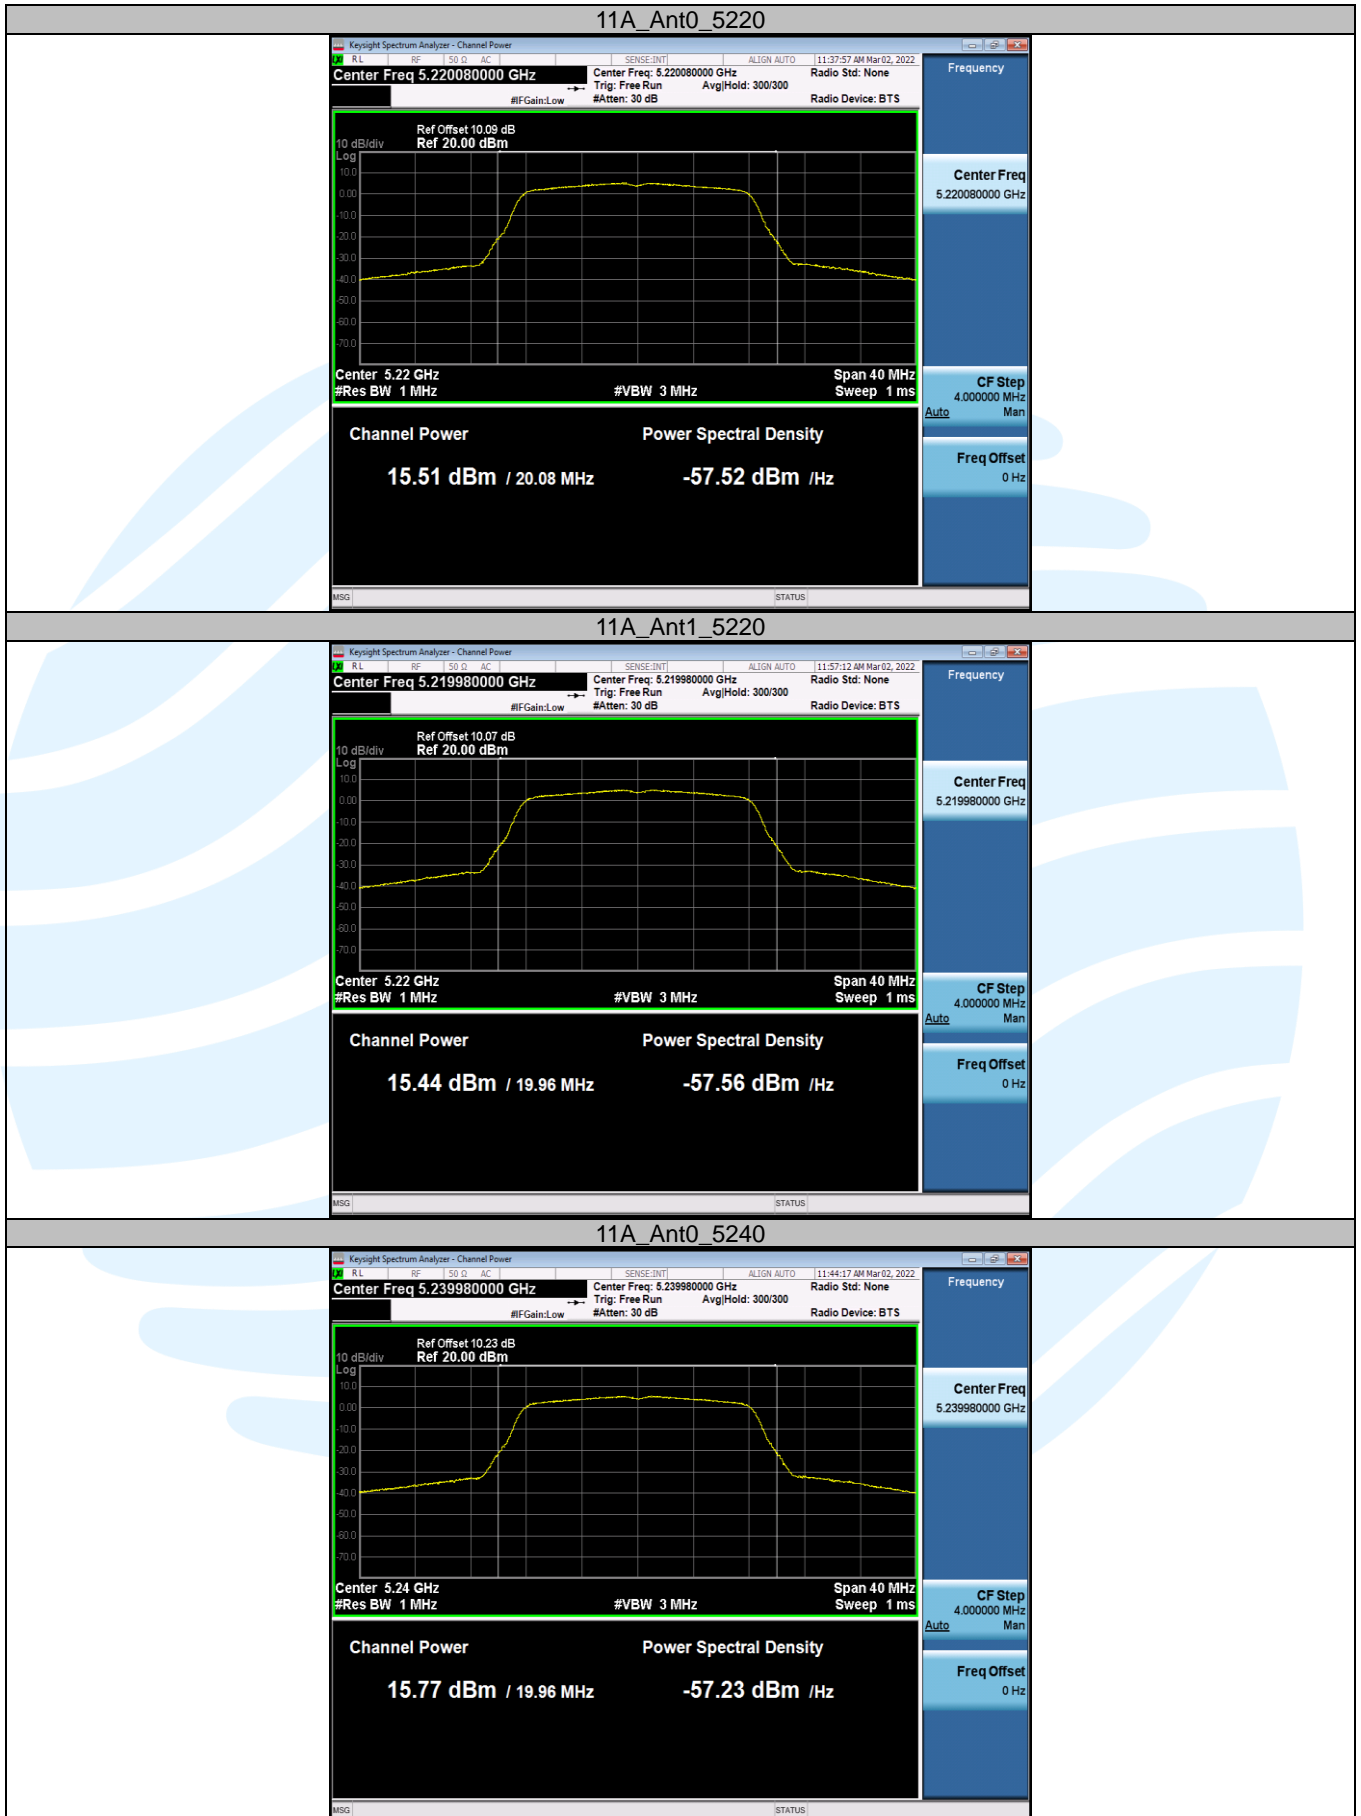 11A_Ant0_5220
Keysight Spectrum Analyzer - Channel Power
RL RF 50 Ω AC SENSE:INT ALIGN AUTO 11:37:57 AM Mar 02, 2022
Center Freq 5.220080000 GHz
Center Freq: 5.220080000 GHz Radio Std: None
Trig: Free Run Avg|Hold: 300/300
#IFGain:Low #Atten: 30 dB Radio Device: BTS
Frequency
Ref Offset 10.09 dB
10 dB/div Ref 20.00 dBm
Log
10.0
0.00
-10.0
-20.0
-30.0
-40.0
-50.0
-60.0
-70.0
Center Freq
5.220080000 GHz
Center 5.22 GHz Span 40 MHz
#Res BW 1 MHz #VBW 3 MHz Sweep 1 ms
CF Step
4.000000 MHz
Auto Man
Channel Power Power Spectral Density
15.51 dBm / 20.08 MHz -57.52 dBm /Hz
Freq Offset
0 Hz
MSG STATUS
11A_Ant1_5220
Keysight Spectrum Analyzer - Channel Power
RL RF 50 Ω AC SENSE:INT ALIGN AUTO 11:57:12 AM Mar 02, 2022
Center Freq 5.219980000 GHz
Center Freq: 5.219980000 GHz Radio Std: None
Trig: Free Run Avg|Hold: 300/300
#IFGain:Low #Atten: 30 dB Radio Device: BTS
Frequency
Ref Offset 10.07 dB
10 dB/div Ref 20.00 dBm
Log
10.0
0.00
-10.0
-20.0
-30.0
-40.0
-50.0
-60.0
-70.0
Center Freq
5.219980000 GHz
Center 5.22 GHz Span 40 MHz
#Res BW 1 MHz #VBW 3 MHz Sweep 1 ms
CF Step
4.000000 MHz
Auto Man
Channel Power Power Spectral Density
15.44 dBm / 19.96 MHz -57.56 dBm /Hz
Freq Offset
0 Hz
MSG STATUS
11A_Ant0_5240
Keysight Spectrum Analyzer - Channel Power
RL RF 50 Ω AC SENSE:INT ALIGN AUTO 11:44:17 AM Mar 02, 2022
Center Freq 5.239980000 GHz
Center Freq: 5.239980000 GHz Radio Std: None
Trig: Free Run Avg|Hold: 300/300
#IFGain:Low #Atten: 30 dB Radio Device: BTS
Frequency
Ref Offset 10.23 dB
10 dB/div Ref 20.00 dBm
Log
10.0
0.00
-10.0
-20.0
-30.0
-40.0
-50.0
-60.0
-70.0
Center Freq
5.239980000 GHz
Center 5.24 GHz Span 40 MHz
#Res BW 1 MHz #VBW 3 MHz Sweep 1 ms
CF Step
4.000000 MHz
Auto Man
Channel Power Power Spectral Density
15.77 dBm / 19.96 MHz -57.23 dBm /Hz
Freq Offset
0 Hz
MSG STATUS